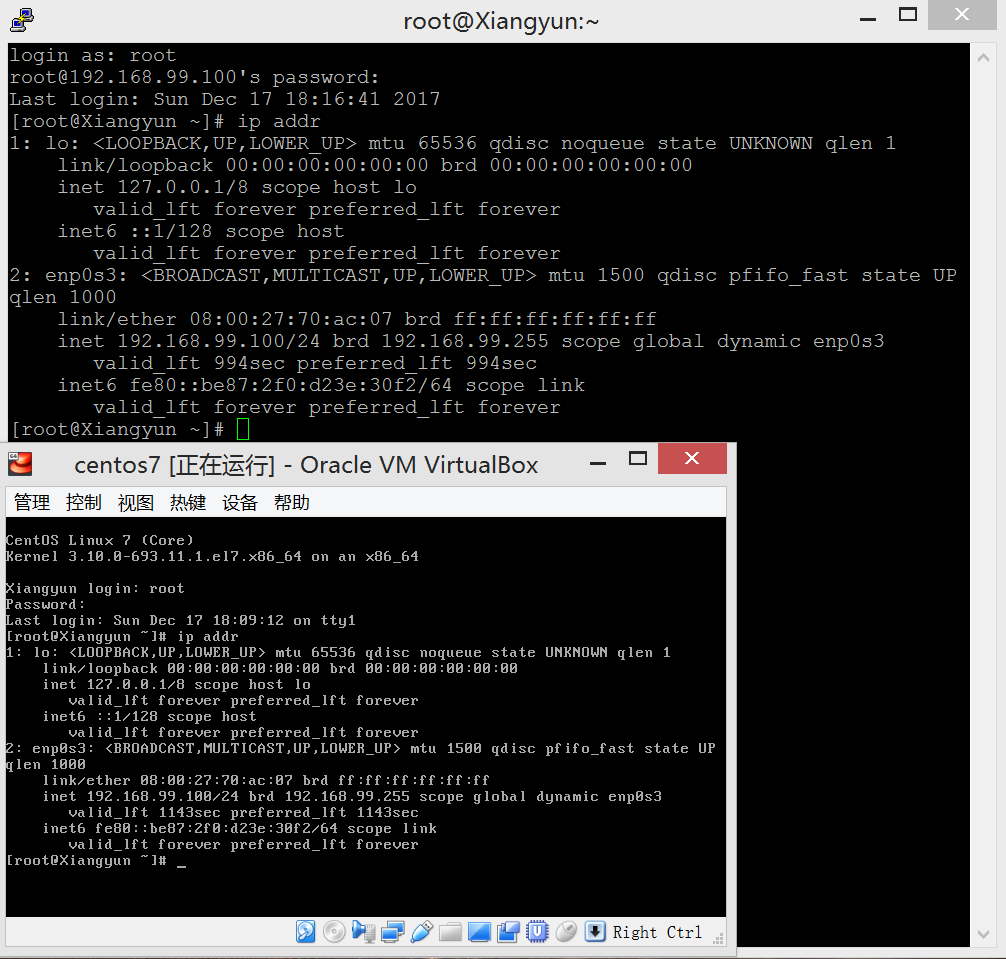 root@Xiangyun:~
login as: root
root@192.168.99.100's password:
Last login: Sun Dec 17 18:16:41 2017
[root@Xiangyun ~]# ip addr
1: lo: <LOOPBACK,UP,LOWER_UP> mtu 65536 qdisc noqueue state UNKNOWN qlen 1
    link/loopback 00:00:00:00:00:00 brd 00:00:00:00:00:00
    inet 127.0.0.1/8 scope host lo
       valid_lft forever preferred_lft forever
    inet6 ::1/128 scope host
       valid_lft forever preferred_lft forever
2: enp0s3: <BROADCAST,MULTICAST,UP,LOWER_UP> mtu 1500 qdisc pfifo_fast state UP
qlen 1000
    link/ether 08:00:27:70:ac:07 brd ff:ff:ff:ff:ff:ff
    inet 192.168.99.100/24 brd 192.168.99.255 scope global dynamic enp0s3
       valid_lft 994sec preferred_lft 994sec
    inet6 fe80::be87:2f0:d23e:30f2/64 scope link
       valid_lft forever preferred_lft forever
[root@Xiangyun ~]#
64
centos7 [正在运行] - Oracle VM VirtualBox
管理 控制 视图 热键 设备 帮助
CentOS Linux 7 (Core)
Kernel 3.10.0-693.11.1.el7.x86_64 on an x86_64
Xiangyun login: root
Password:
Last login: Sun Dec 17 18:09:12 on tty1
[root@Xiangyun ~]# ip addr
1: lo: <LOOPBACK,UP,LOWER_UP> mtu 65536 qdisc noqueue state UNKNOWN qlen 1
    link/loopback 00:00:00:00:00:00 brd 00:00:00:00:00:00
    inet 127.0.0.1/8 scope host lo
       valid_lft forever preferred_lft forever
    inet6 ::1/128 scope host
       valid_lft forever preferred_lft forever
2: enp0s3: <BROADCAST,MULTICAST,UP,LOWER_UP> mtu 1500 qdisc pfifo_fast state UP
qlen 1000
    link/ether 08:00:27:70:ac:07 brd ff:ff:ff:ff:ff:ff
    inet 192.168.99.100/24 brd 192.168.99.255 scope global dynamic enp0s3
       valid_lft 1143sec preferred_lft 1143sec
    inet6 fe80::be87:2f0:d23e:30f2/64 scope link
       valid_lft forever preferred_lft forever
[root@Xiangyun ~]# _
Right Ctrl